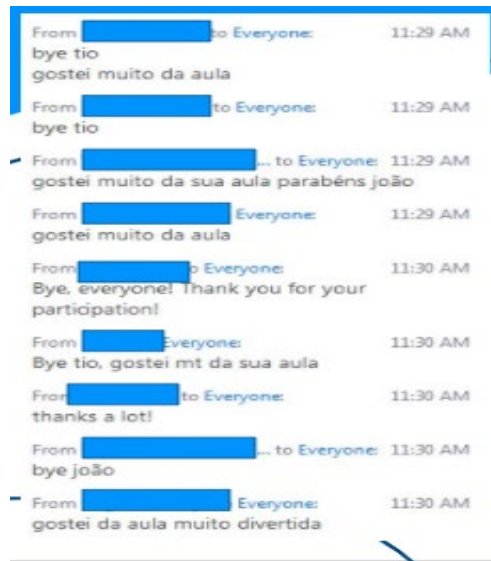 From to Everyone: 11:29 AM
bye tio
gostei muito da aula
From to Everyone: 11:29 AM
bye tio
From ... to Everyone: 11:29 AM
gostei muito da sua aula parabéns joão
From Everyone: 11:29 AM
gostei muito da aula
From o Everyone: 11:30 AM
Bye, everyone! Thank you for your
participation!
From Everyone: 11:30 AM
Bye tio, gostei mt da sua aula
From to Everyone: 11:30 AM
thanks a lot!
From ... to Everyone: 11:30 AM
bye joão
From Everyone: 11:30 AM
gostei da aula muito divertida